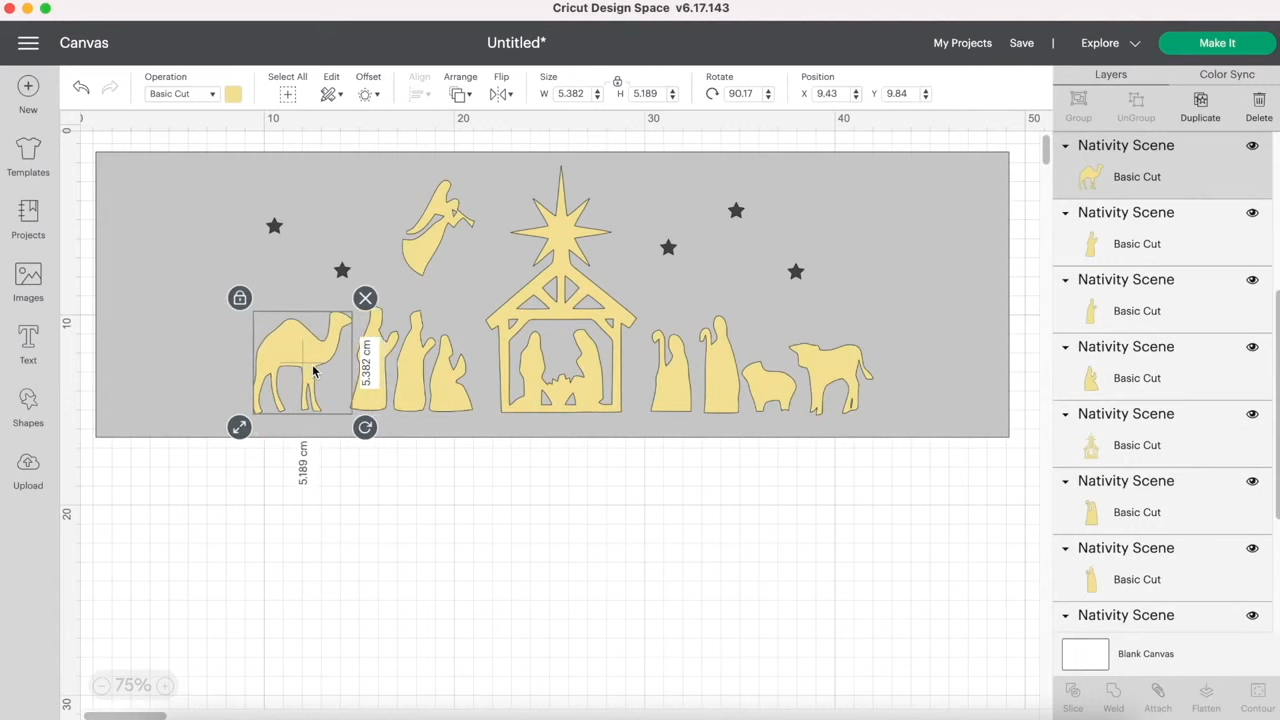 Cricut Design Space v6.17.143
Canvas
Untitled*
My Projects Save | Explore Make It
Operation
Basic Cut
Select All
Edit
Offset
Align
Arrange
Flip
Size
W 5.382
H 5.189
Rotate
90.17
Position
X 9.43
Y 9.84
Layers Color Sync
Group UnGroup Duplicate Delete
New
Templates
Projects
Images
Text
Shapes
Upload
0 10 20 30 40 50
0
10
20
30
5.382 cm
5.189 cm
Nativity Scene
Basic Cut
Nativity Scene
Basic Cut
Nativity Scene
Basic Cut
Nativity Scene
Basic Cut
Nativity Scene
Basic Cut
Nativity Scene
Basic Cut
Nativity Scene
Basic Cut
Nativity Scene
Blank Canvas
75%
Slice Weld Attach Flatten Contour